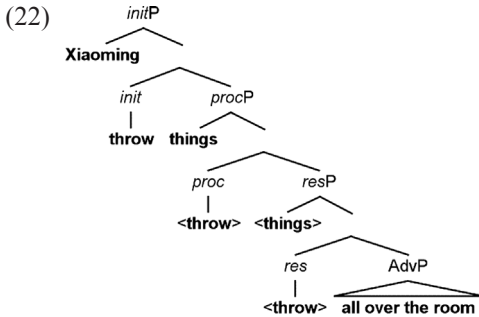 (22) initP
Xiaoming
init procP
throw things
proc resP
<throw> <things>
res AdvP
<throw> all over the room